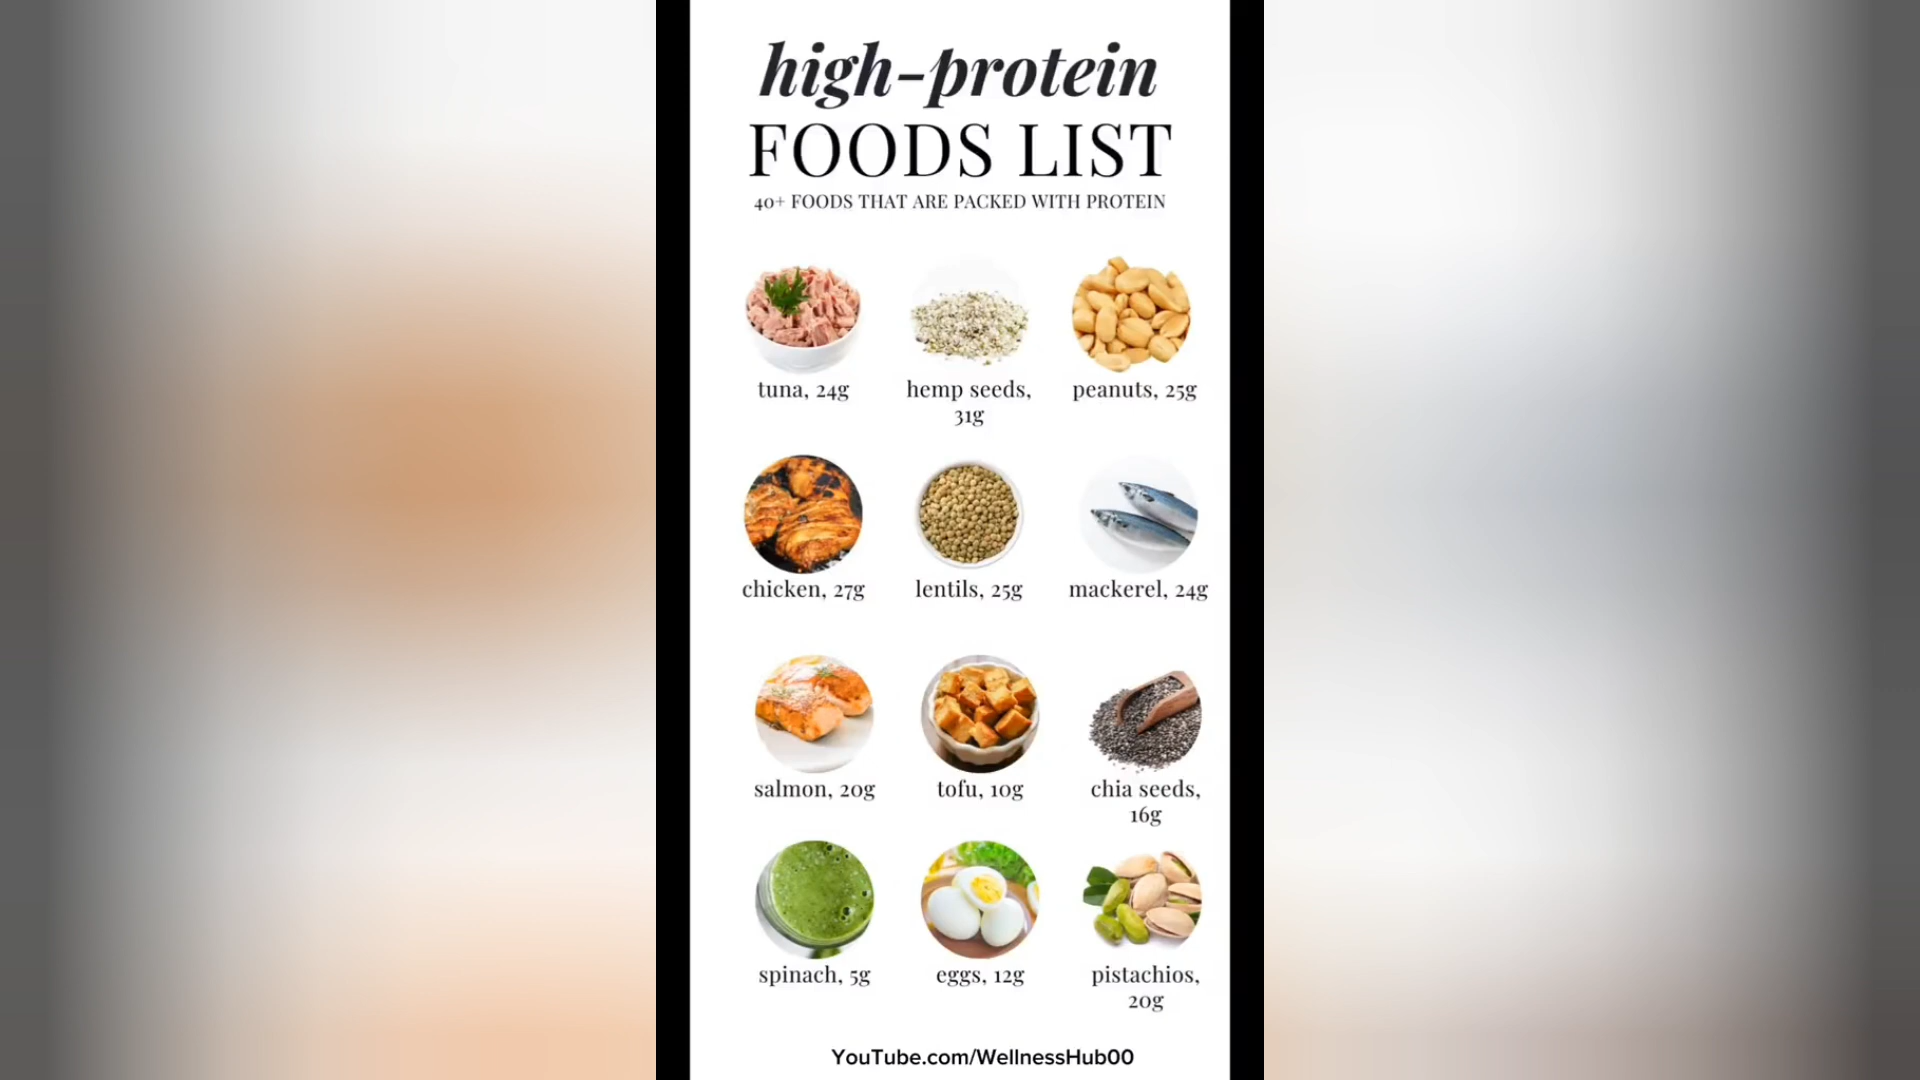 high-protein
FOODS LIST
40+ FOODS THAT ARE PACKED WITH PROTEIN
tuna, 24g
hemp seeds,
31g
peanuts, 25g
chicken, 27g
lentils, 25g
mackerel, 24g
salmon, 20g
tofu, 10g
chia seeds,
16g
spinach, 5g
eggs, 12g
pistachios,
20g
YouTube.com/WellnessHub00